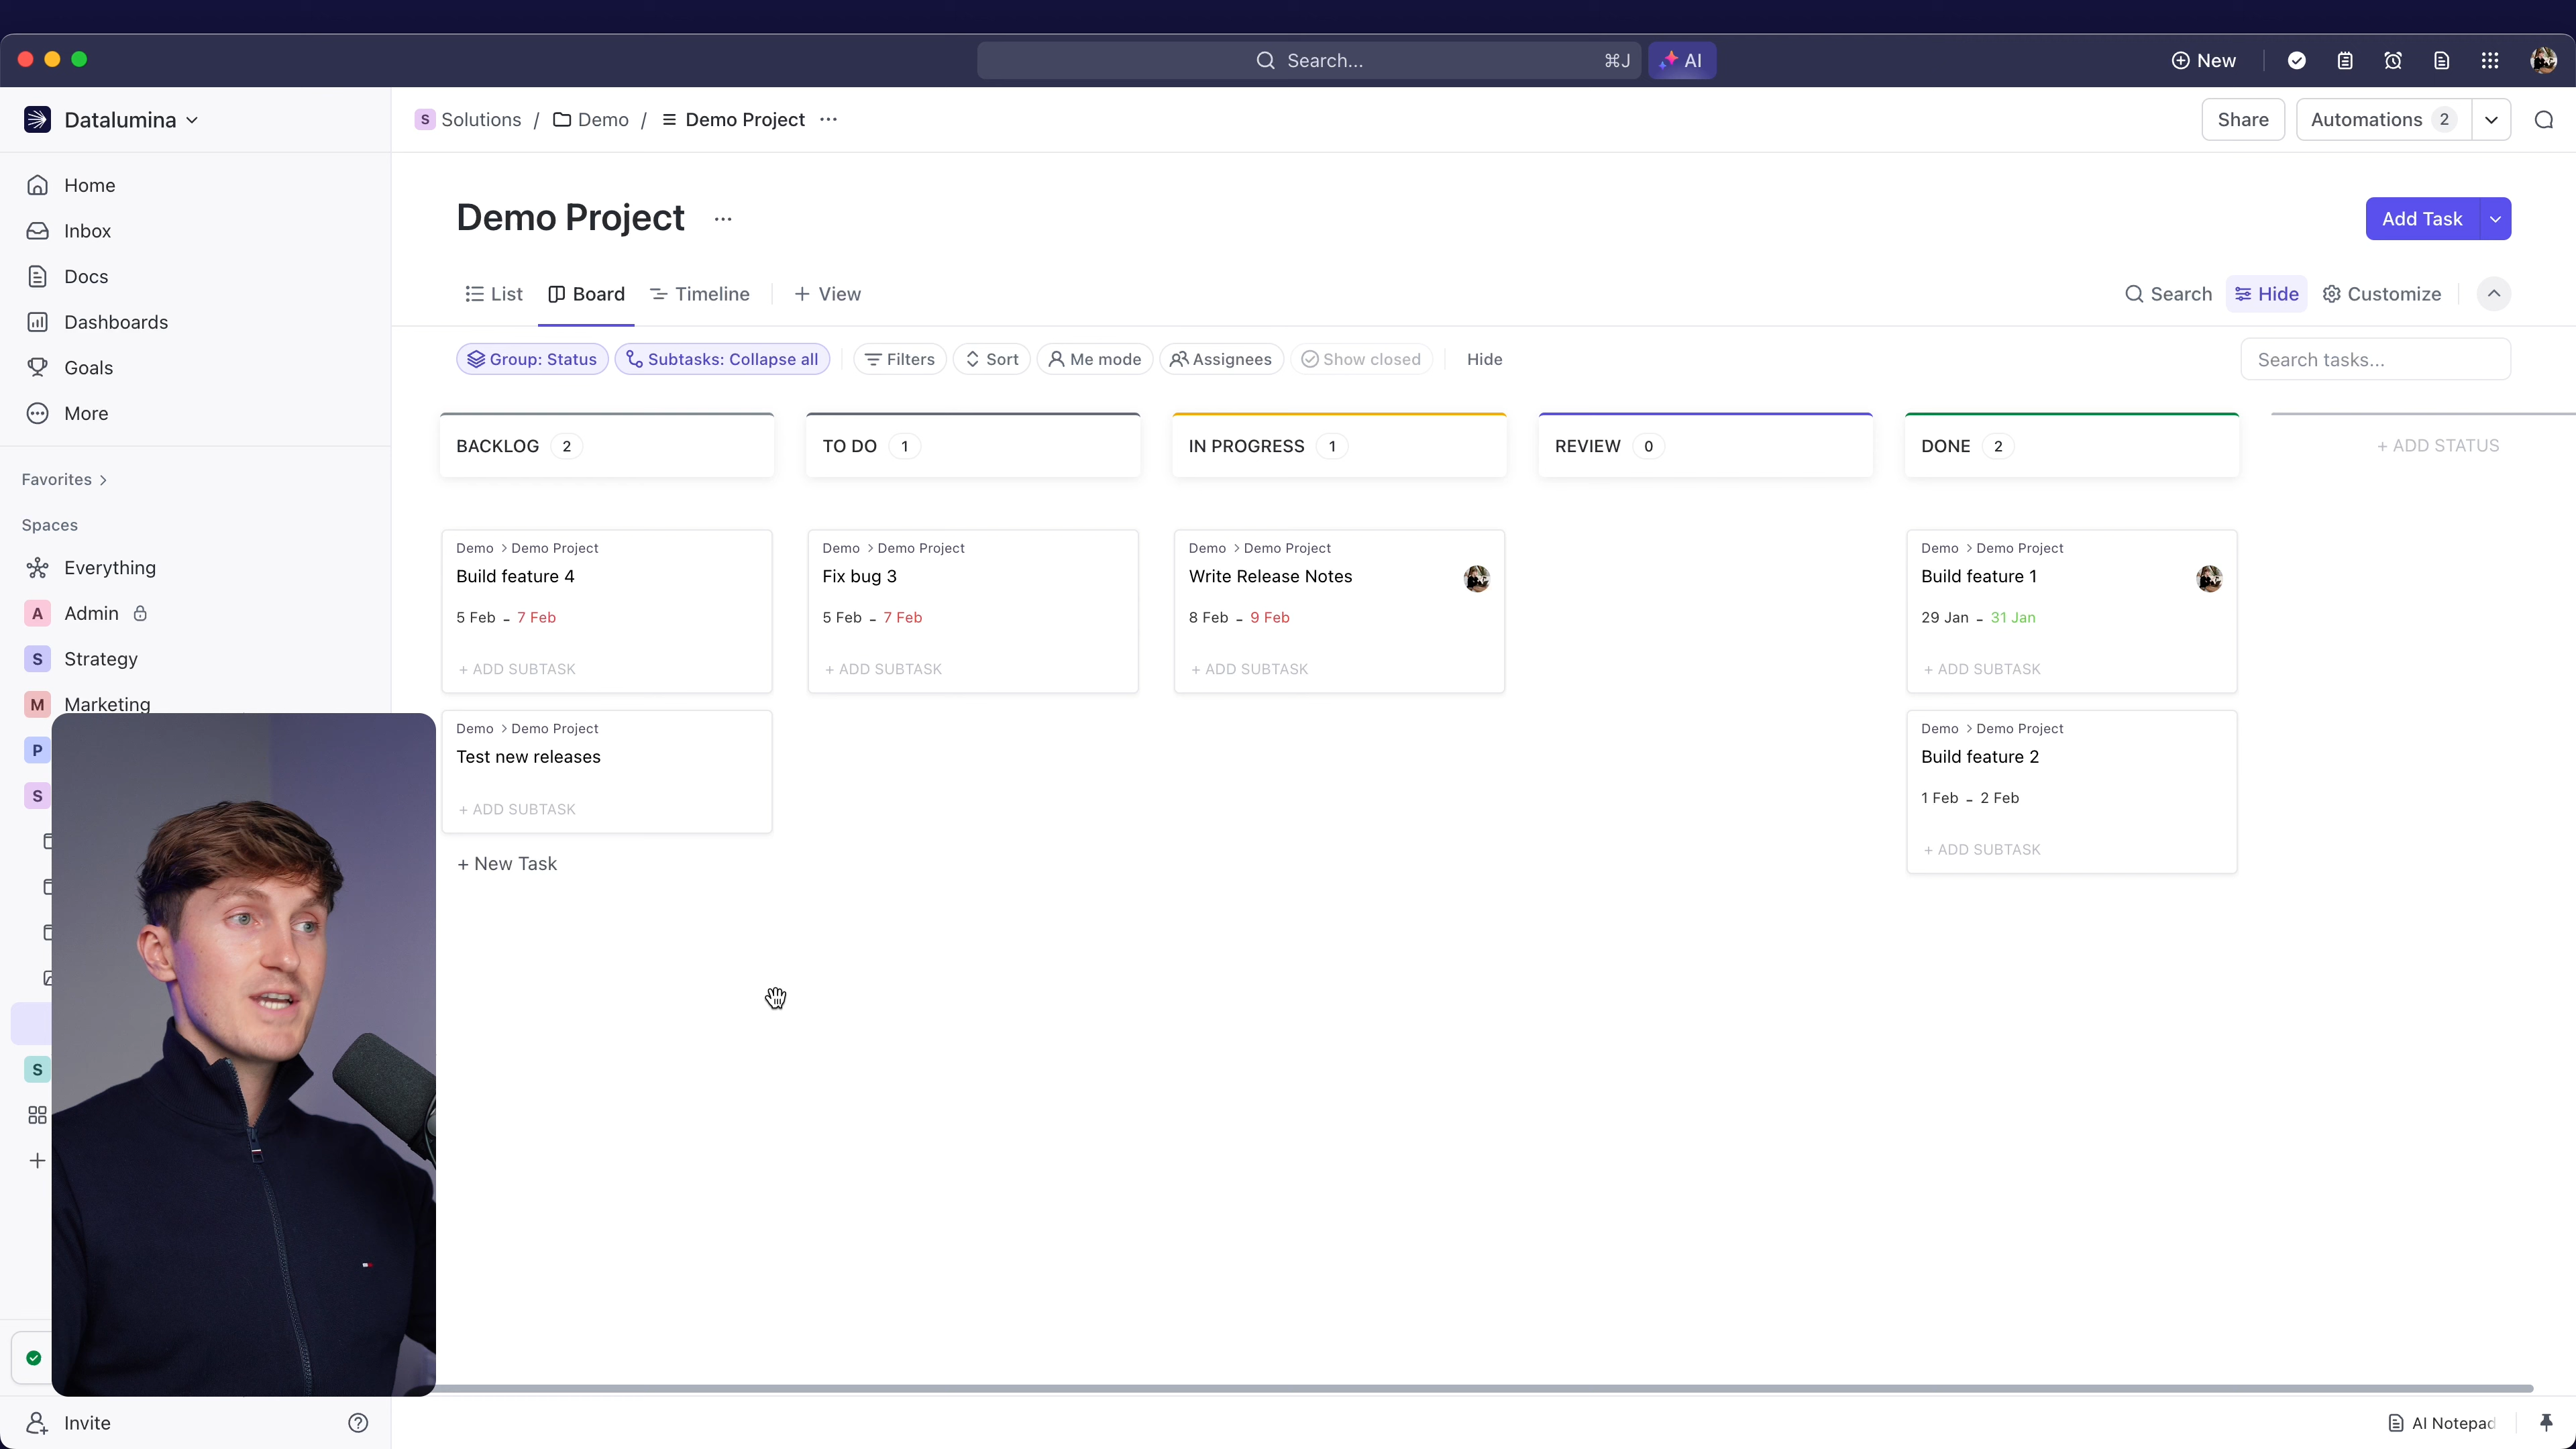 Search...
⌘J
AI
New
Datalumina
S Solutions / Demo / Demo Project ...
Share
Automations 2
Home
Inbox
Docs
Dashboards
Goals
More
Favorites
Spaces
Everything
A Admin
S Strategy
M Marketing
P
S
S
Invite
Demo Project ...
Add Task
List
Board
Timeline
+ View
Search
Hide
Customize
Group: Status
Subtasks: Collapse all
Filters
Sort
Me mode
Assignees
Show closed
Hide
Search tasks...
BACKLOG 2
Demo > Demo Project
Build feature 4
5 Feb - 7 Feb
+ ADD SUBTASK
Demo > Demo Project
Test new releases
+ ADD SUBTASK
+ New Task
TO DO 1
Demo > Demo Project
Fix bug 3
5 Feb - 7 Feb
+ ADD SUBTASK
IN PROGRESS 1
Demo > Demo Project
Write Release Notes
8 Feb - 9 Feb
+ ADD SUBTASK
REVIEW 0
DONE 2
Demo > Demo Project
Build feature 1
29 Jan - 31 Jan
+ ADD SUBTASK
Demo > Demo Project
Build feature 2
1 Feb - 2 Feb
+ ADD SUBTASK
+ ADD STATUS
AI Notepad